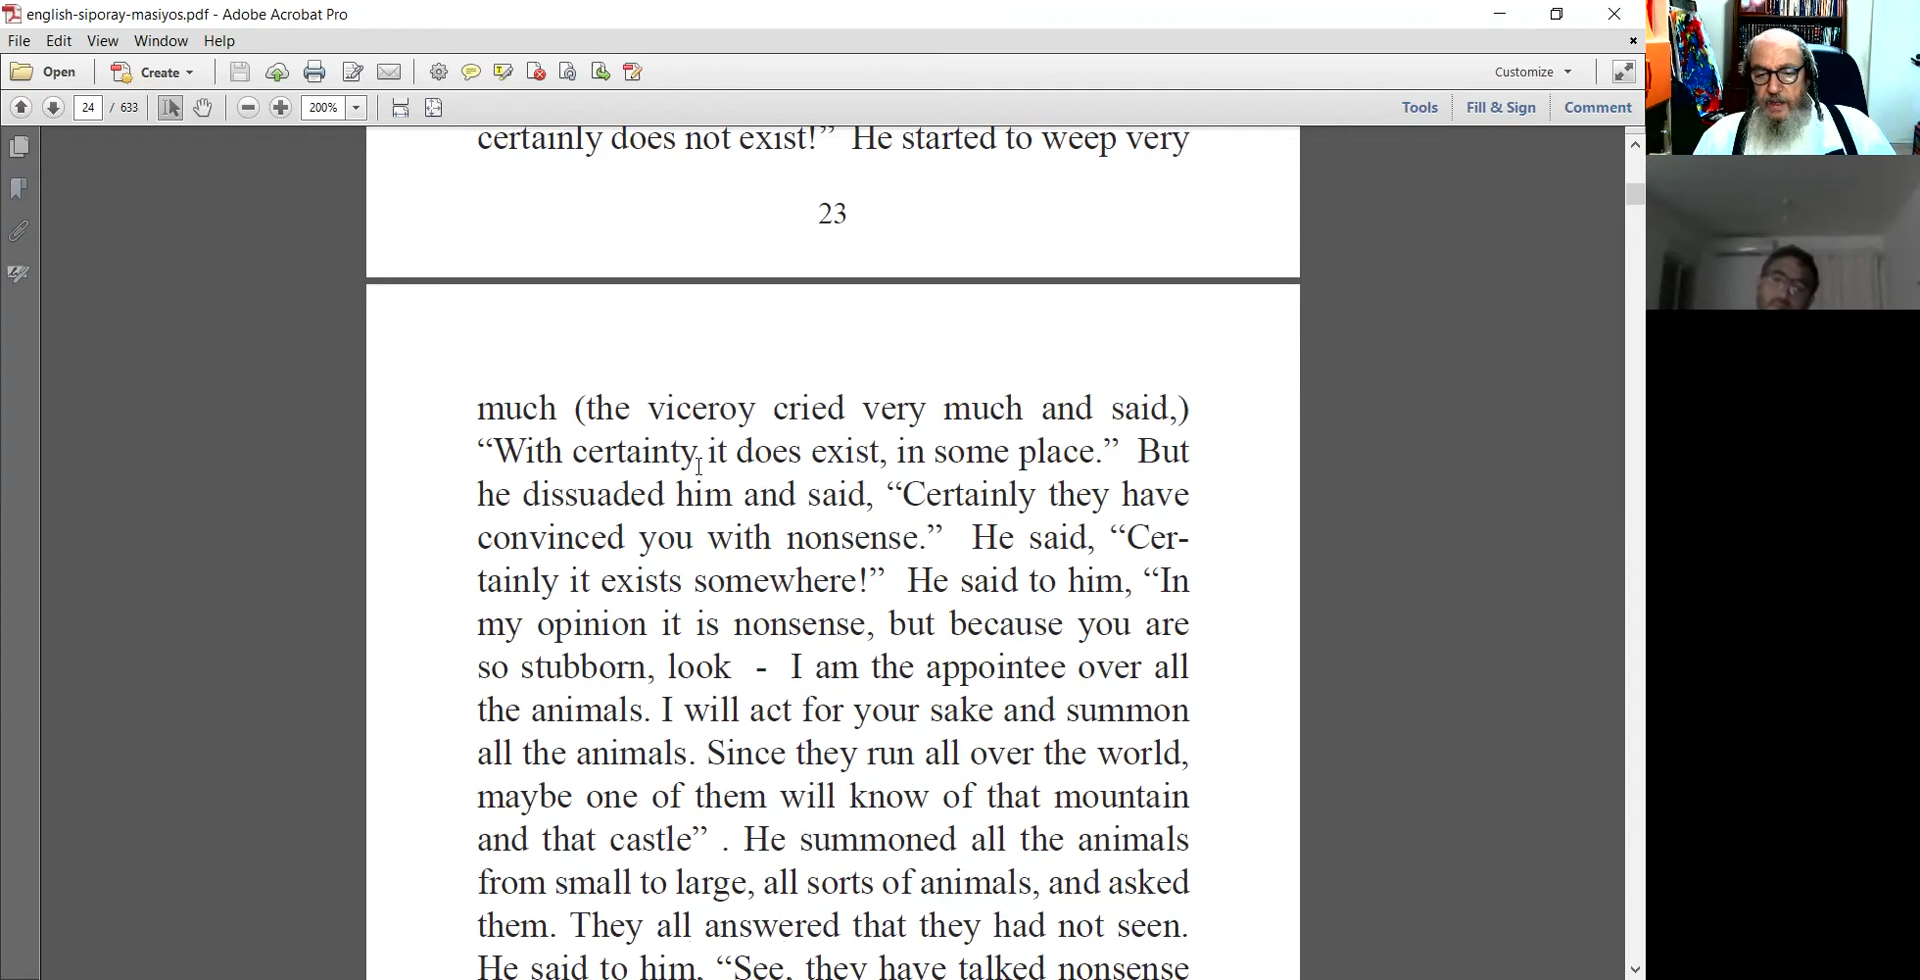 english-siporay-masiyos.pdf - Adobe Acrobat Pro
File Edit View Window Help
Open Create Customize
24 / 633 200% Tools Fill & Sign Comment
certainly does not exist!” He started to weep very
23
much (the viceroy cried very much and said,)
“With certainty it does exist, in some place.” But
he dissuaded him and said, “Certainly they have
convinced you with nonsense.” He said, “Cer-
tainly it exists somewhere!” He said to him, “In
my opinion it is nonsense, but because you are
so stubborn, look - I am the appointee over all
the animals. I will act for your sake and summon
all the animals. Since they run all over the world,
maybe one of them will know of that mountain
and that castle” . He summoned all the animals
from small to large, all sorts of animals, and asked
them. They all answered that they had not seen.
He said to him, “See, they have talked nonsense